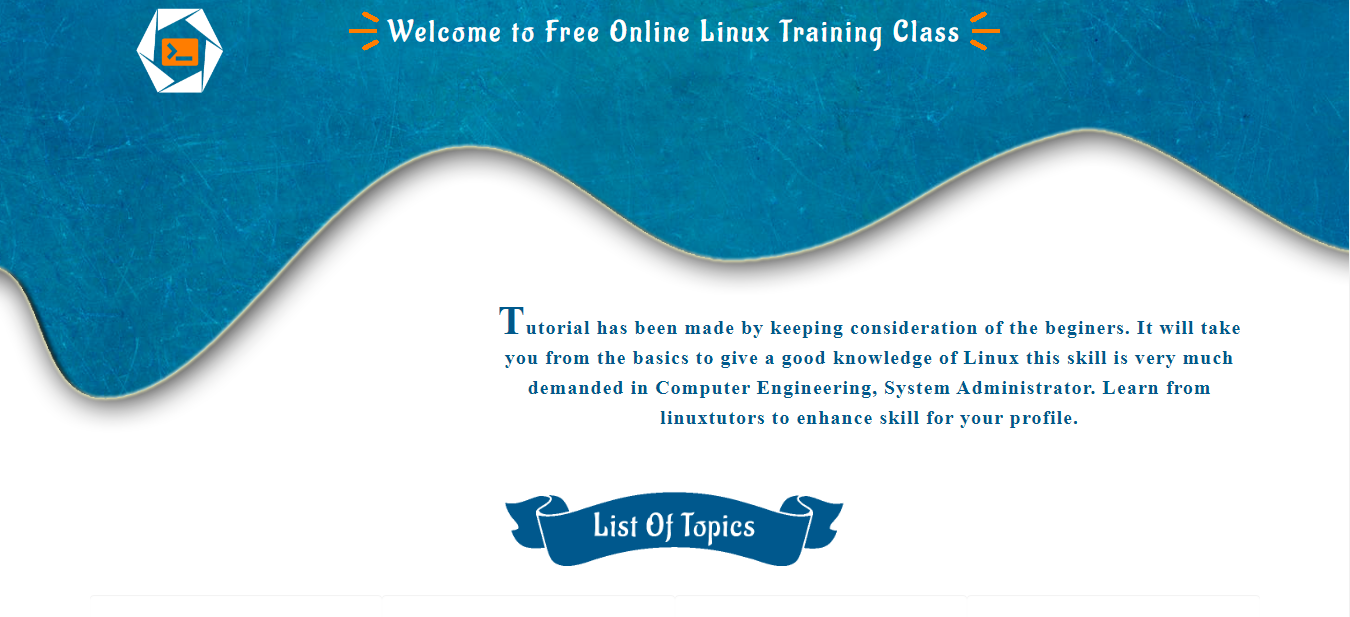 Welcome to Free Online Linux Training Class
Tutorial has been made by keeping consideration of the beginers. It will take
you from the basics to give a good knowledge of Linux this skill is very much
demanded in Computer Engineering, System Administrator. Learn from
linuxtutors to enhance skill for your profile.
List Of Topics